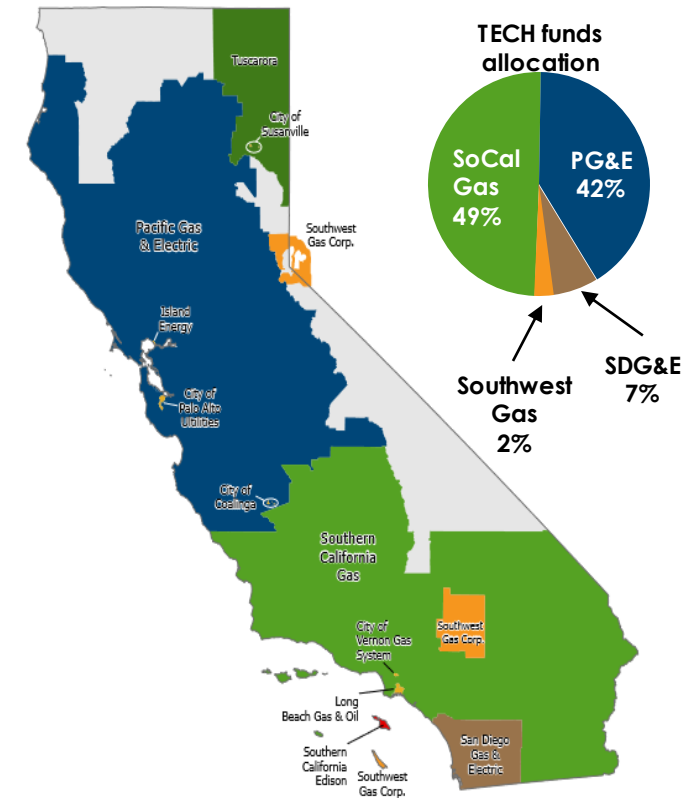 TECH funds
allocation
SoCal
Gas
49%
PG&E
42%
Southwest
Gas
2%
SDG&E
7%
Tuscarora
City of
Susanville
Southwest
Gas Corp.
Pacific Gas
& Electric
Island
Energy
City of
Palo Alto
Utilities
City of
Coalinga
Southern
California
Gas
Southwest
Gas Corp.
City of
Vernon Gas
System
Long
Beach Gas & Oil
Southern
California
Edison
Southwest
Gas Corp.
San Diego
Gas &
Electric